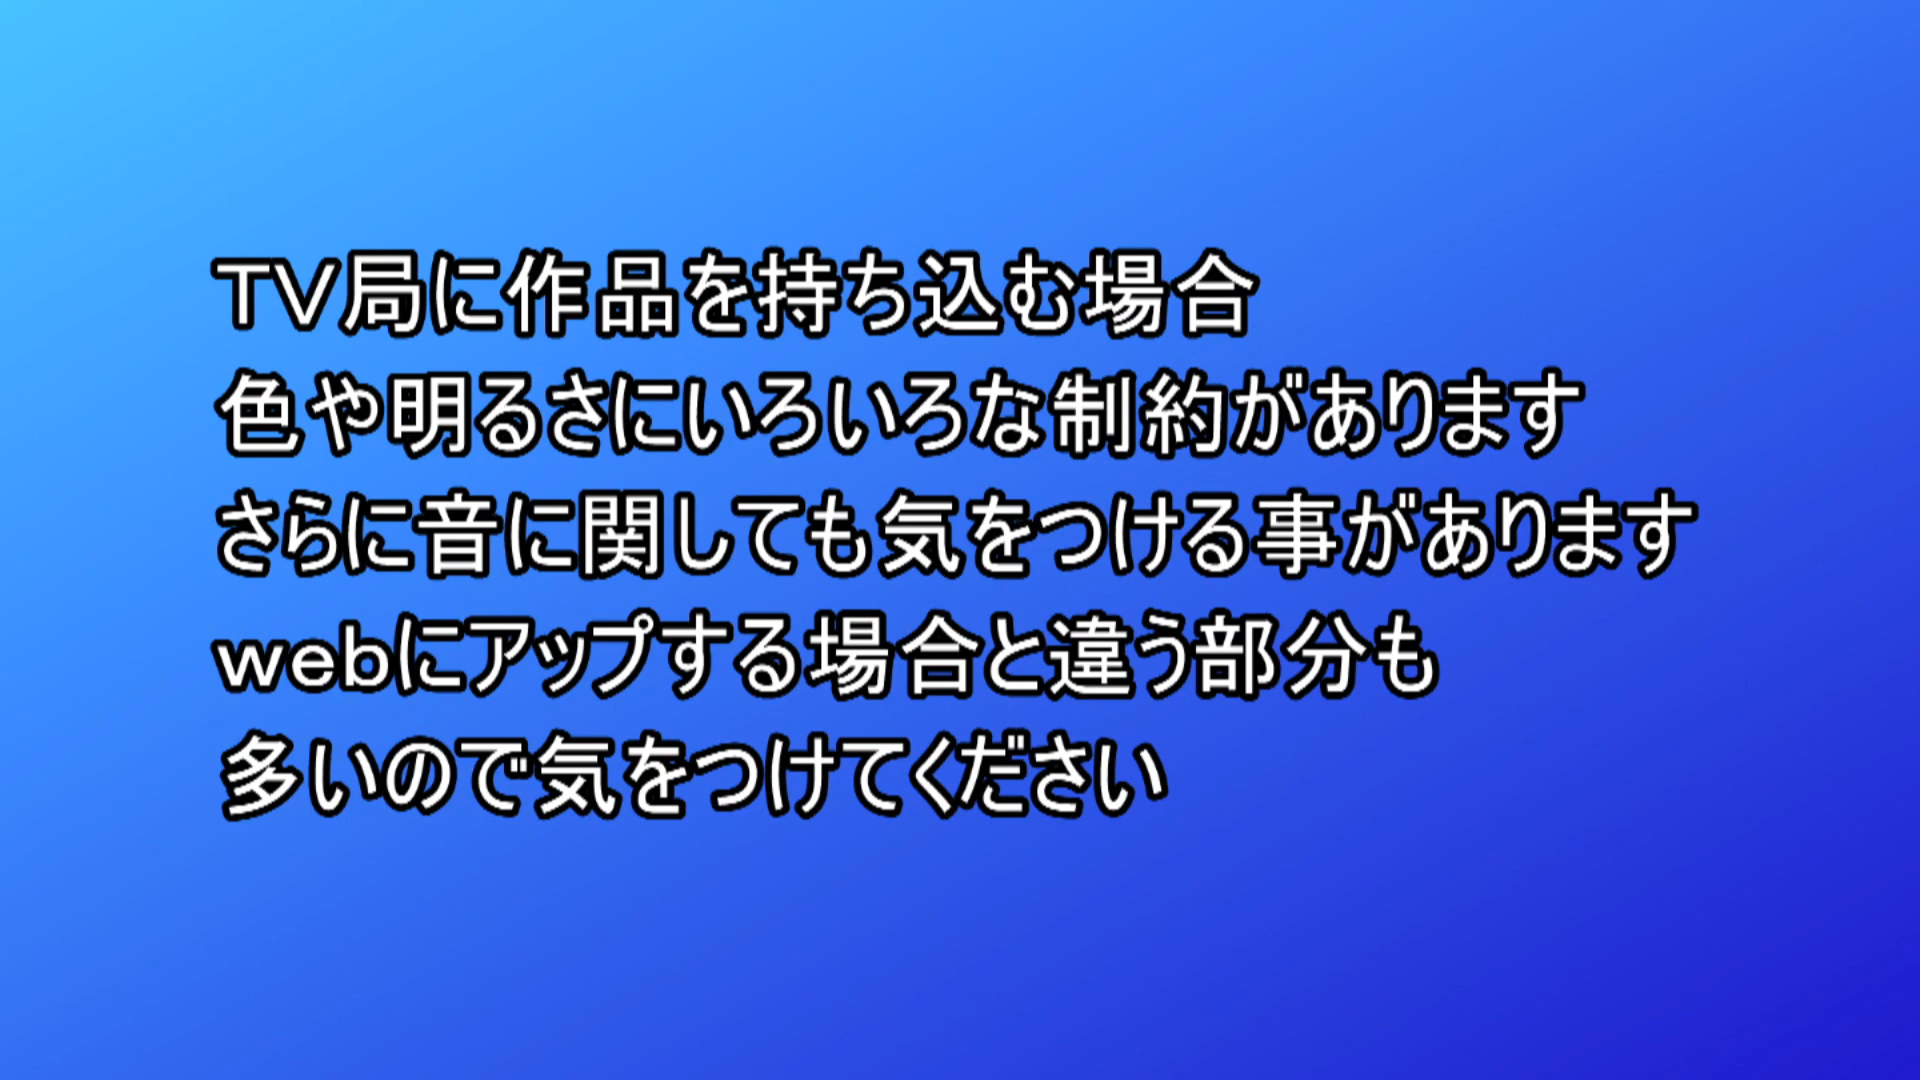 TV局に作品を持ち込む場合
色や明るさにいろいろな制約があります
さらに音に関しても気をつける事があります
webにアップする場合と違う部分も
多いので気をつけてください